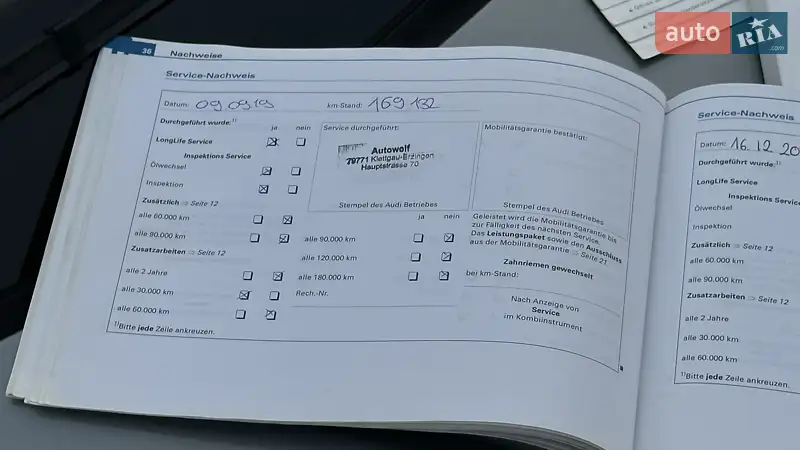 auto RIA .com
36 Nachweise
Service-Nachweis
Datum: 09.09.19 km-Stand: 169 132
Durchgeführt wurde:1) ja nein
LongLife Service
Inspektions Service
Ölwechsel
Inspektion
Zusätzlich ⇒ Seite 12
alle 60.000 km
alle 90.000 km
Zusatzarbeiten ⇒ Seite 12
alle 2 Jahre
alle 30.000 km
alle 60.000 km
1)Bitte jede Zeile ankreuzen.
Service durchgeführt:
Autowolf
79771 Klettgau-Erzingen
Hauptstrasse 70
Stempel des Audi Betriebes
ja nein
alle 90.000 km
alle 120.000 km
alle 180.000 km
Rech.-Nr.
Mobilitätsgarantie bestätigt:
Stempel des Audi Betriebes
Geleistet wird die Mobilitätsgarantie bis
zur Fälligkeit des nächsten Service.
Das Leistungspaket sowie den Ausschluss
aus der Mobilitätsgarantie ⇒ Seite 21
Zahnriemen gewechselt
bei km-Stand:
Nach Anzeige von
Service
im Kombiinstrument
Service-Nachweis
Datum: 16.12 20
Durchgeführt wurde:1)
LongLife Service
Inspektions Service
Ölwechsel
Inspektion
Zusätzlich ⇒ Seite 12
alle 60.000 km
alle 90.000 km
Zusatzarbeiten ⇒ Seite 12
alle 2 Jahre
alle 30.000 km
alle 60.000 km
1)Bitte jede Zeile ankreuzen.